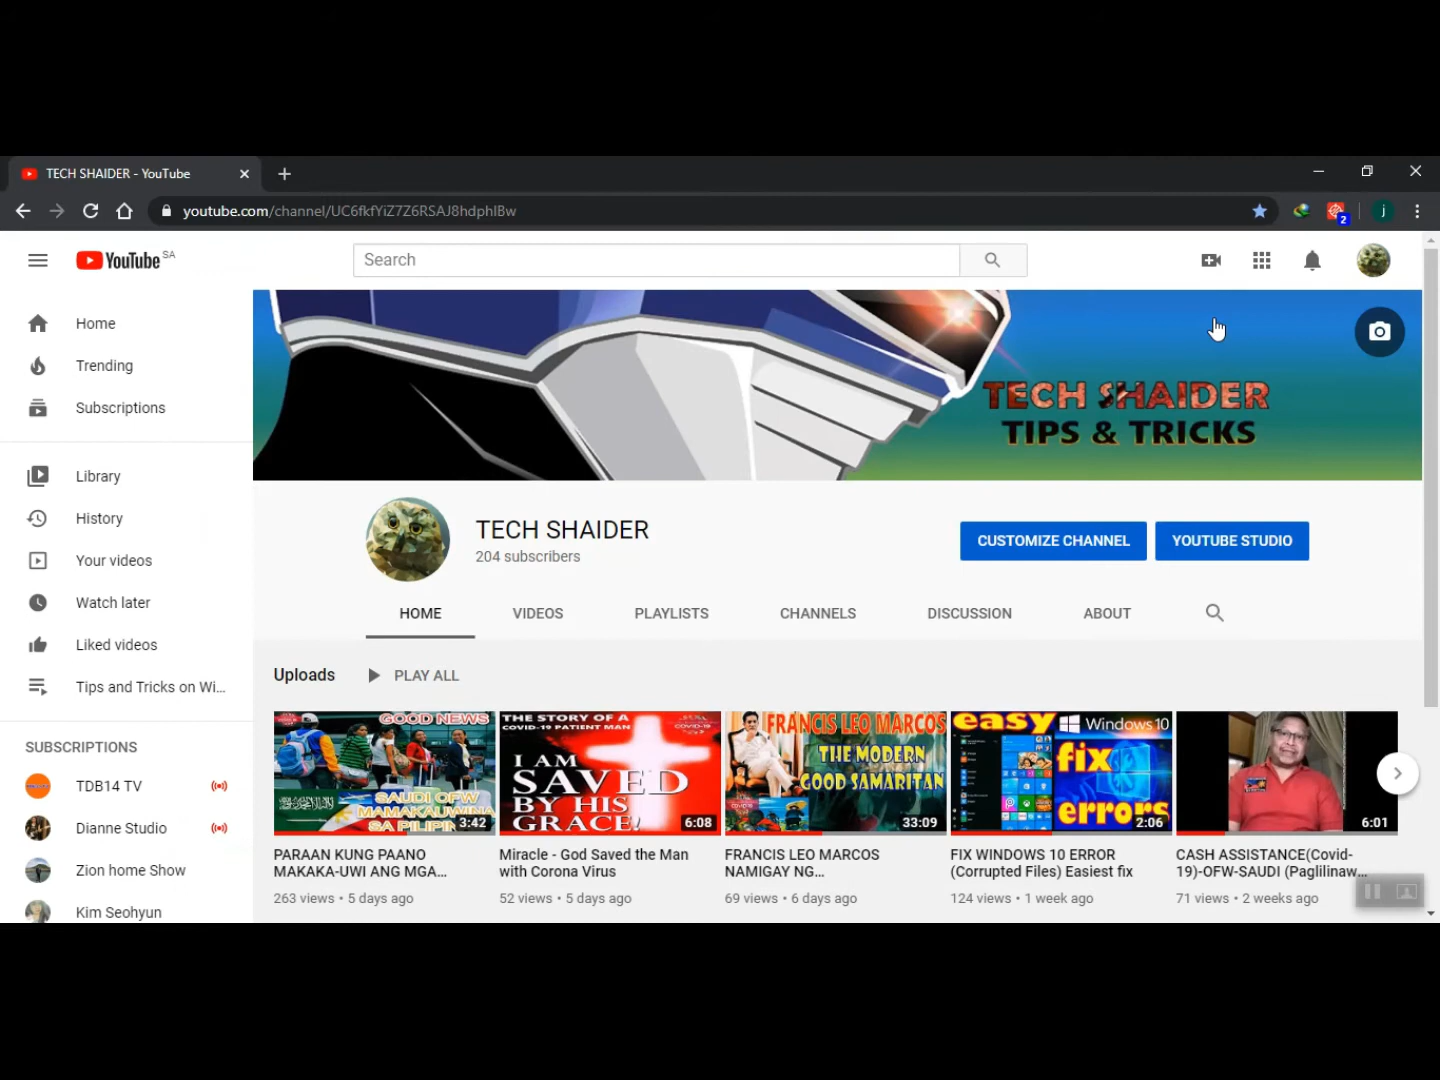 TECH SHAIDER - YouTube
youtube.com/channel/UC6fkfYiZ7Z6RSAJ8hdphIBw
j
2
YouTube SA
Search
Home
Trending
Subscriptions
Library
History
Your videos
Watch later
Liked videos
Tips and Tricks on Wi...
SUBSCRIPTIONS
TDB14 TV
Dianne Studio
Zion home Show
Kim Seohyun
TECH SHAIDER
TIPS & TRICKS
TECH SHAIDER
204 subscribers
CUSTOMIZE CHANNEL
YOUTUBE STUDIO
HOME
VIDEOS
PLAYLISTS
CHANNELS
DISCUSSION
ABOUT
Uploads
PLAY ALL
GOOD NEWS
SAUDI OFW
MAMAKAUWI NA
SA PILIPIN
3:42
PARAAN KUNG PAANO
MAKAKA-UWI ANG MGA...
263 views • 5 days ago
THE STORY OF A
COVID-19 PATIENT MAN
COVID-19
I AM
SAVED
BY HIS
GRACE!
6:08
Miracle - God Saved the Man
with Corona Virus
52 views • 5 days ago
FRANCIS LEO MARCOS
THE MODERN
GOOD SAMARITAN
33:09
FRANCIS LEO MARCOS
NAMIGAY NG...
69 views • 6 days ago
easy
Windows 10
fix
errors
2:06
FIX WINDOWS 10 ERROR
(Corrupted Files) Easiest fix
124 views • 1 week ago
6:01
CASH ASSISTANCE(Covid-
19)-OFW-SAUDI (Paglilinaw...
71 views • 2 weeks ago